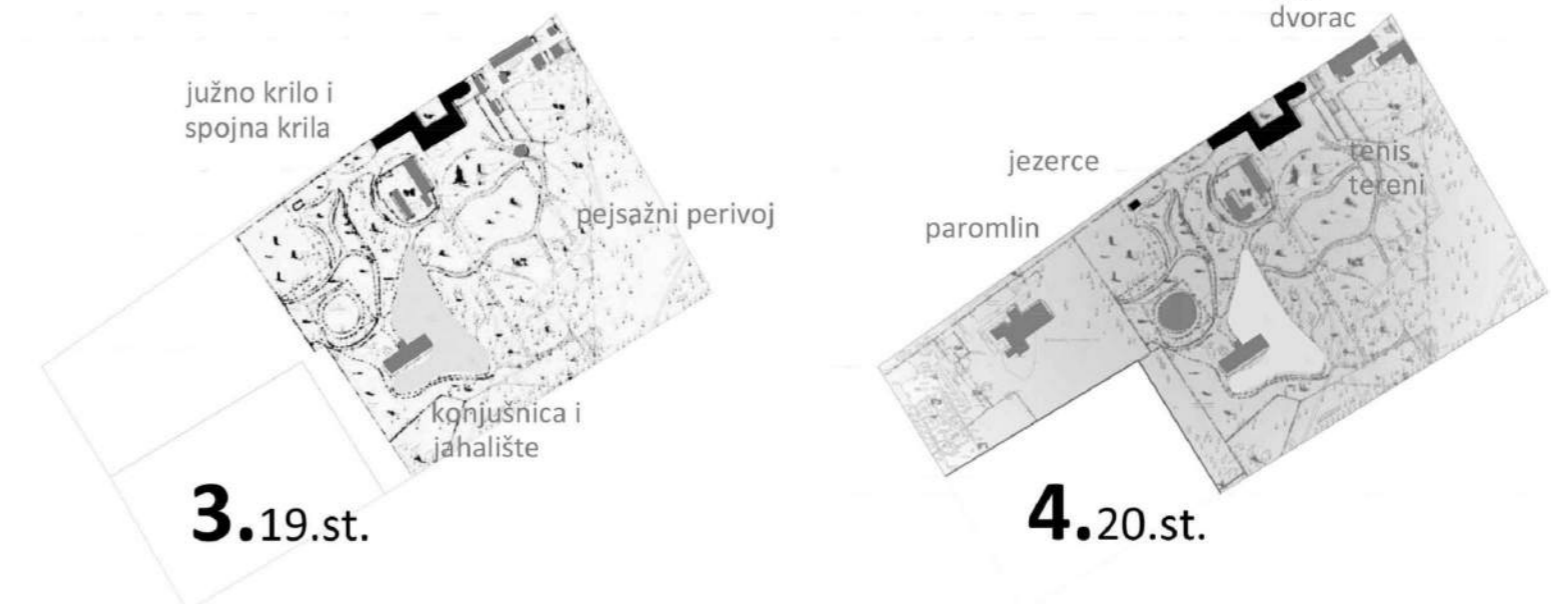 južno krilo i
spojna krila
pejsažni perivoj
konjušnica i
jahalište
3.19.st.
dvorac
jezerce
tenis
tereni
paromlin
4.20.st.